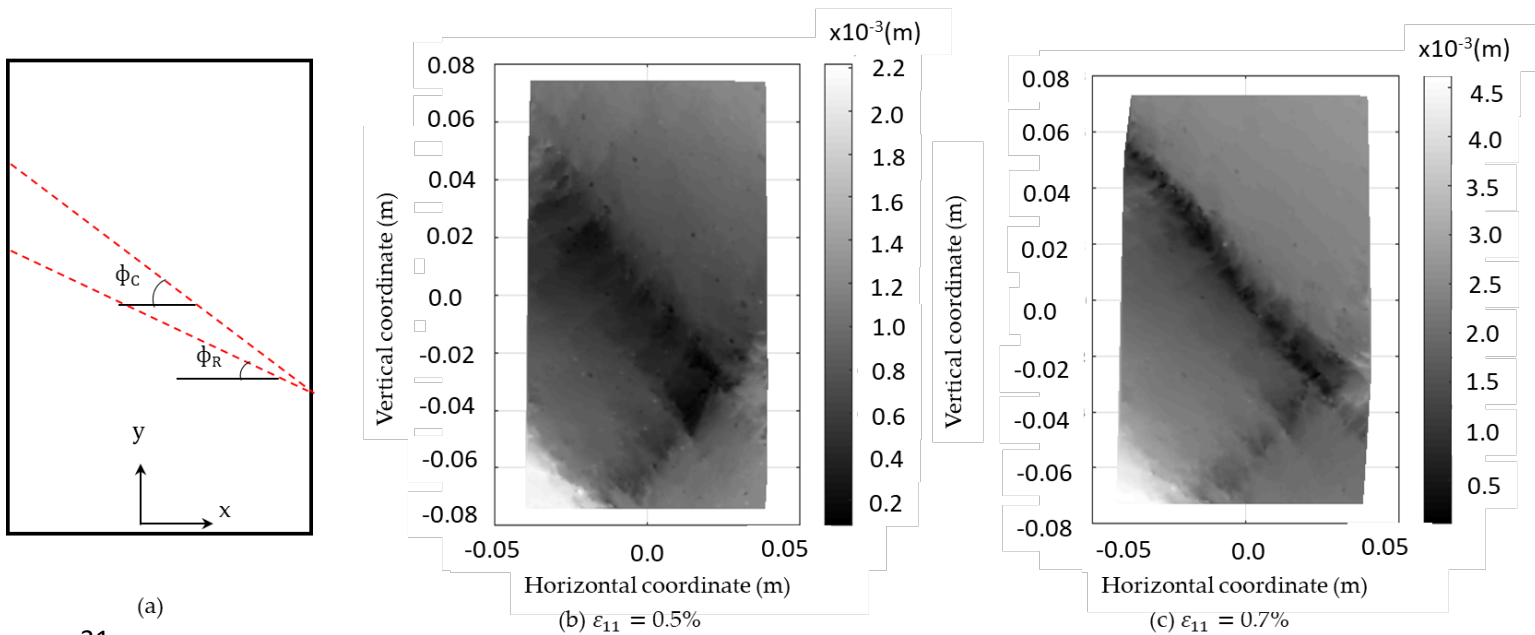 ϕC
ϕR
y
x
(a)
x10-3(m)
0.08
0.06
0.04
0.02
0.0
-0.02
-0.04
-0.06
-0.08
Vertical coordinate (m)
-0.05 0.0 0.05
Horizontal coordinate (m)
2.2
2.0
1.8
1.6
1.4
1.2
1.0
0.8
0.6
0.4
0.2
(b) ε11 = 0.5%
x10-3(m)
0.08
0.06
0.04
0.02
0.0
-0.02
-0.04
-0.06
-0.08
Vertical coordinate (m)
-0.05 0.0 0.05
Horizontal coordinate (m)
4.5
4.0
3.5
3.0
2.5
2.0
1.5
1.0
0.5
(c) ε11 = 0.7%